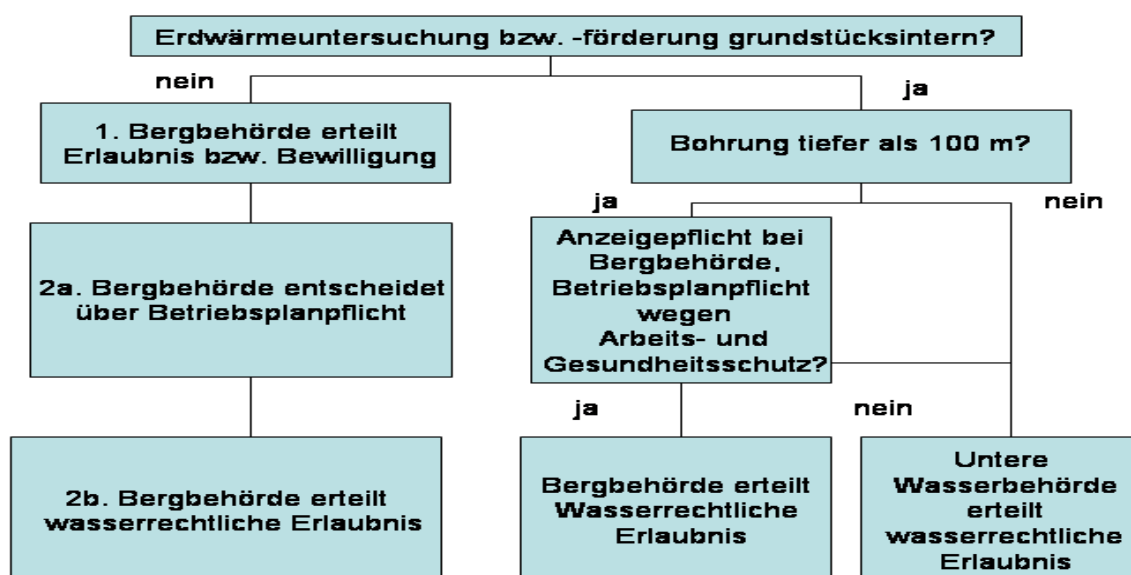 Erdwärmeuntersuchung bzw. -förderung grundstücksintern?
nein
ja
1. Bergbehörde erteilt
Erlaubnis bzw. Bewilligung
Bohrung tiefer als 100 m?
ja
nein
2a. Bergbehörde entscheidet
über Betriebsplanpflicht
Anzeigepflicht bei
Bergbehörde,
Betriebsplanpflicht
wegen
Arbeits- und
Gesundheitsschutz?
ja
nein
2b. Bergbehörde erteilt
wasserrechtliche Erlaubnis
Bergbehörde erteilt
Wasserrechtliche
Erlaubnis
Untere
Wasserbehörde
erteilt
wasserrechtliche
Erlaubnis